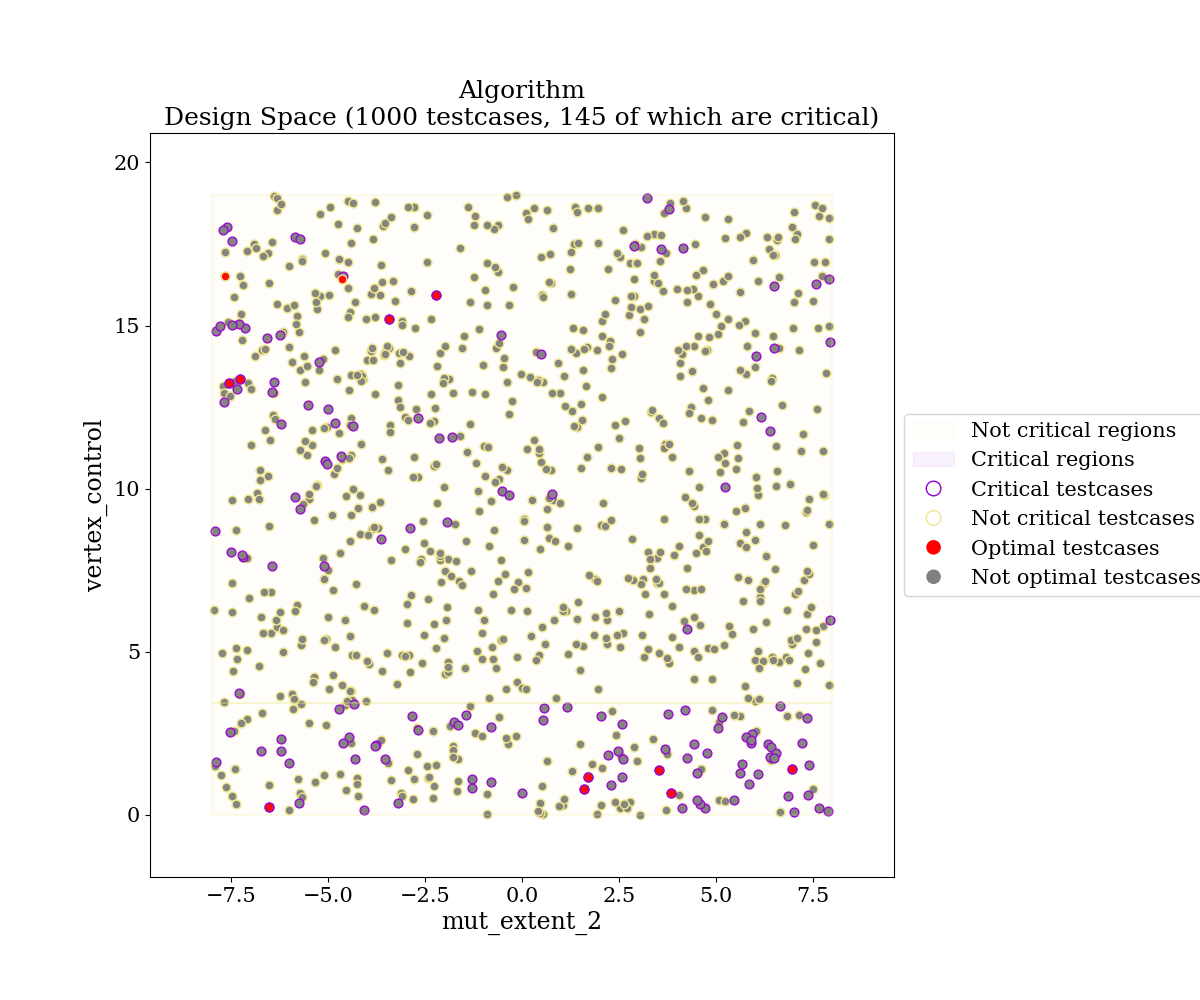 Algorithm
Design Space (1000 testcases, 145 of which are critical)
20
15
10
5
0
vertex_control
−7.5
−5.0
−2.5
0.0
2.5
5.0
7.5
mut_extent_2
Not critical regions
Critical regions
Critical testcases
Not critical testcases
Optimal testcases
Not optimal testcases